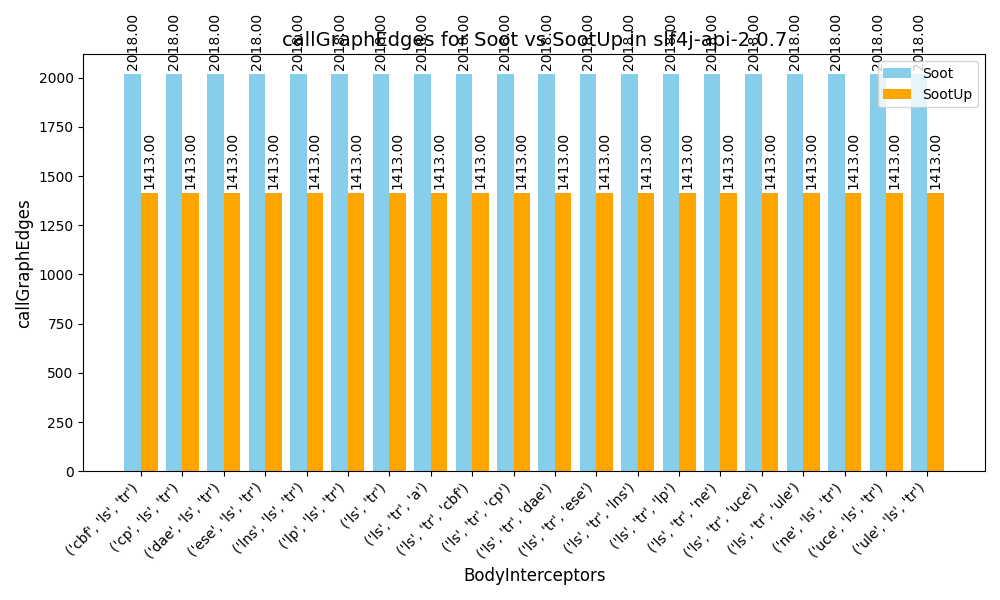 callGraphEdges for Soot vs SootUp in slf4j-api-2.0.7
2018.00 2018.00 2018.00 2018.00 2018.00 2018.00 2018.00 2018.00 2018.00 2018.00 2018.00 2018.00 2018.00 2018.00 2018.00 2018.00 2018.00 2018.00 2018.00 2018.00
Soot
SootUp
1413.00 1413.00 1413.00 1413.00 1413.00 1413.00 1413.00 1413.00 1413.00 1413.00 1413.00 1413.00 1413.00 1413.00 1413.00 1413.00 1413.00 1413.00 1413.00 1413.00
callGraphEdges
2000
1750
1500
1250
1000
750
500
250
0
('cbf', 'ls', 'tr')
('cp', 'ls', 'tr')
('dae', 'ls', 'tr')
('ese', 'ls', 'tr')
('lns', 'ls', 'tr')
('lp', 'ls', 'tr')
('ls', 'tr')
('ls', 'tr', 'a')
('ls', 'tr', 'cbf')
('ls', 'tr', 'cp')
('ls', 'tr', 'dae')
('ls', 'tr', 'ese')
('ls', 'tr', 'lns')
('ls', 'tr', 'lp')
('ls', 'tr', 'ne')
('ls', 'tr', 'uce')
('ls', 'tr', 'ule')
('ne', 'ls', 'tr')
('uce', 'ls', 'tr')
('ule', 'ls', 'tr')
BodyInterceptors